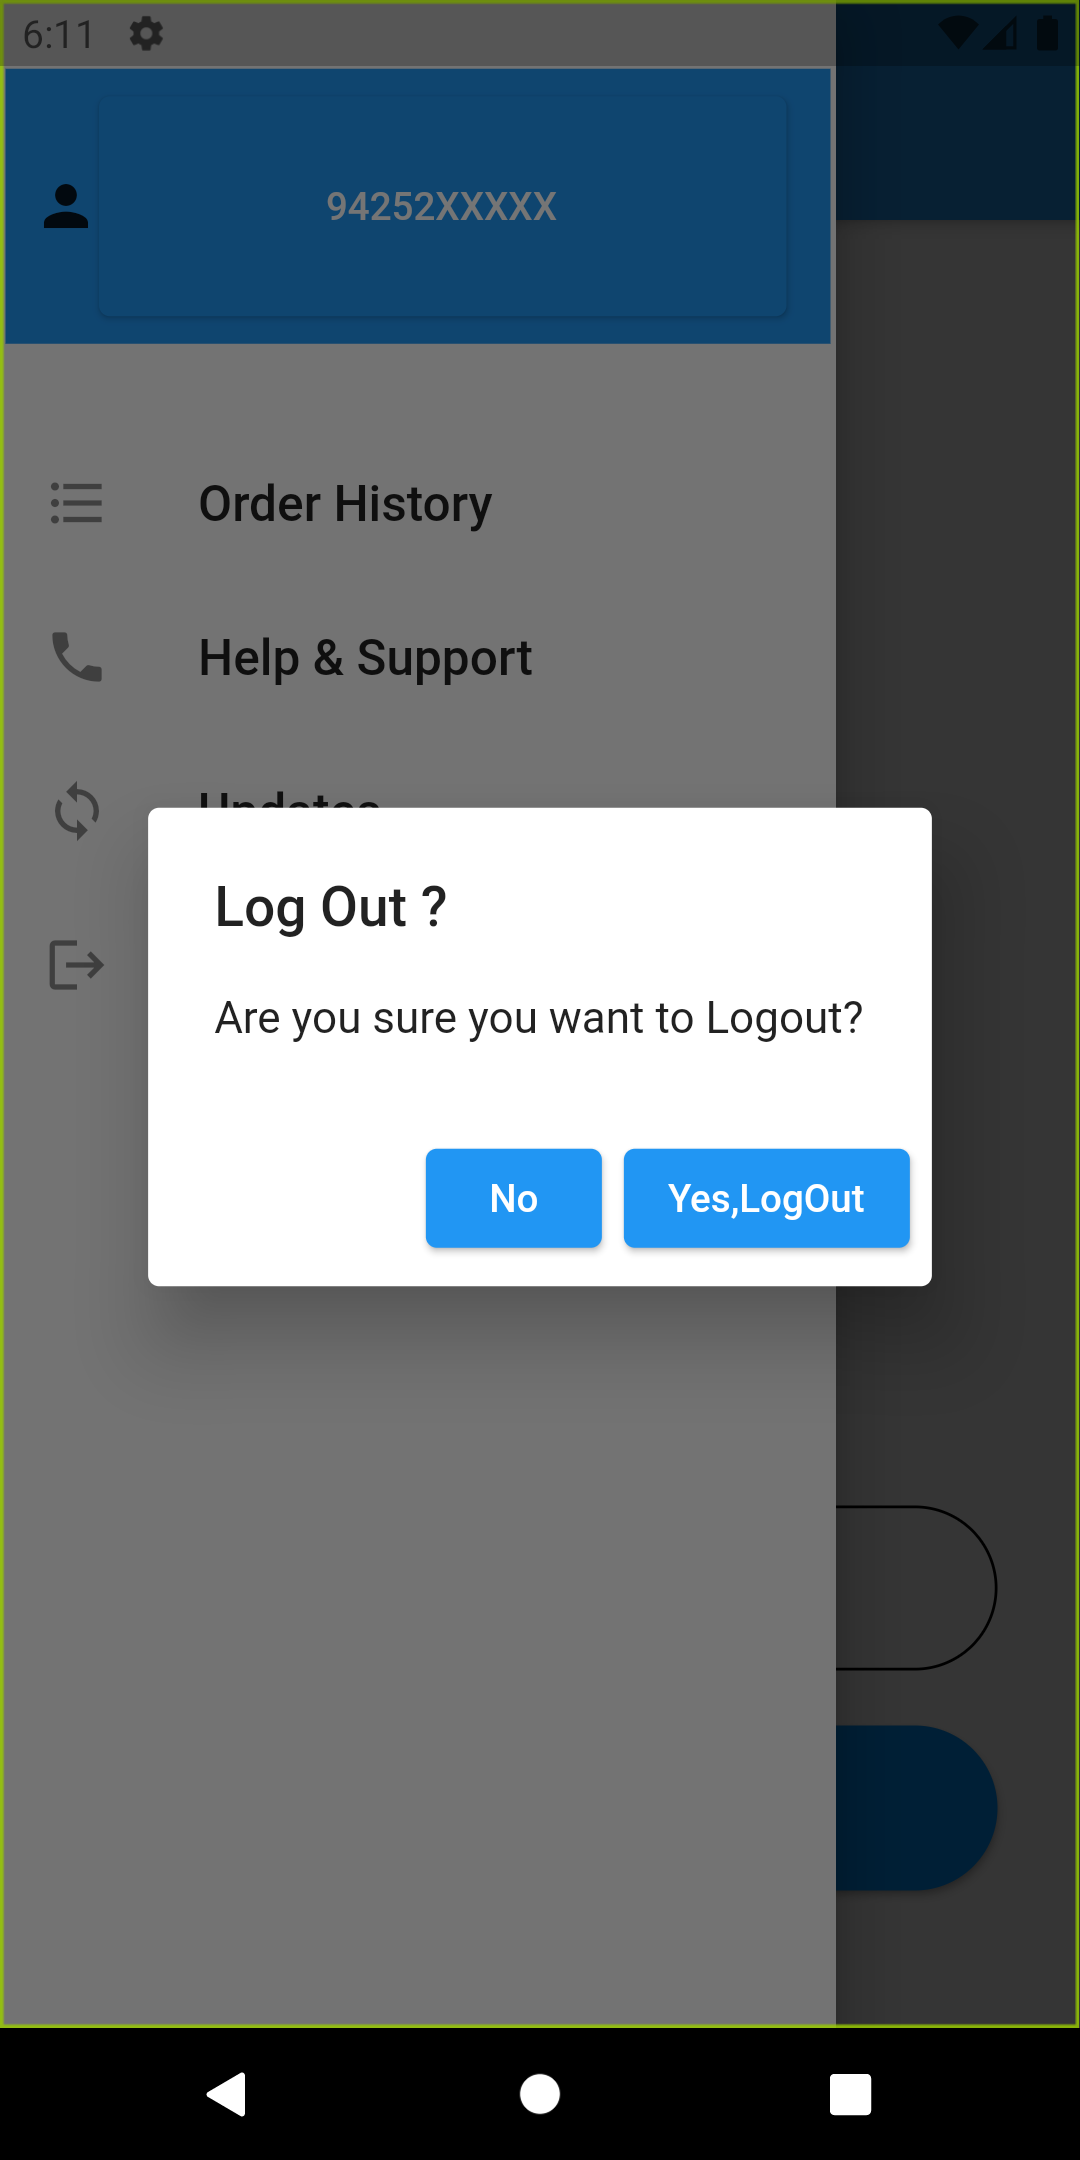 6:11
94252XXXXX
Order History
Help & Support
Updates
Log Out ?
Are you sure you want to Logout?
No
Yes,LogOut